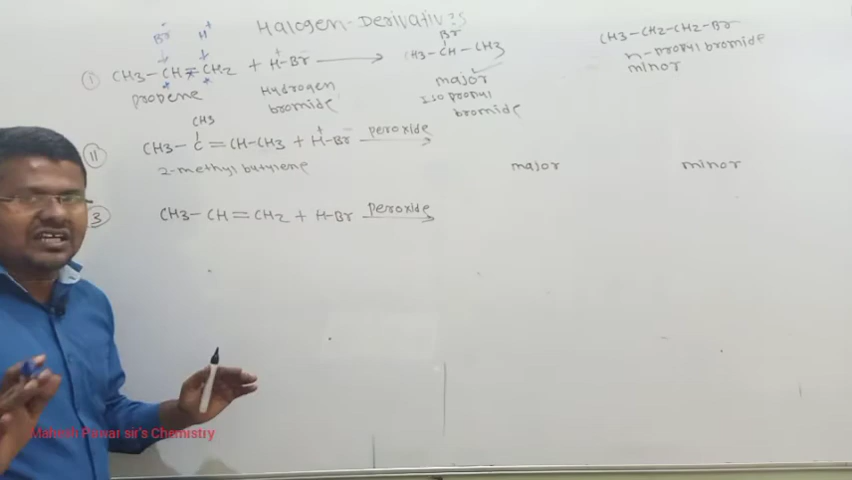 Halogen-Derivatives
Br⁻ H⁺
① CH3-CH=CH2 + H⁺-Br⁻ →
propene
Hydrogen bromide
Br
CH3-CH-CH3
major
Iso propyl
bromide
CH3-CH2-CH2-Br
n-propyl bromide
minor
CH3
⑪ CH3-C=CH-CH3 + H⁺-Br⁻ peroxide →
2-methyl butylene
major minor
③ CH3-CH=CH2 + H-Br peroxide →
Mahesh Pawar sir's Chemistry